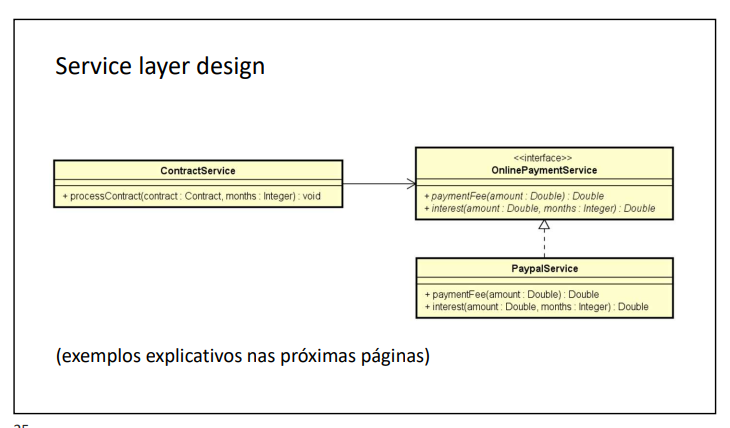 Service layer design
ContractService
+ processContract(contract : Contract, months : Integer) : void
<<interface>>
OnlinePaymentService
+ paymentFee(amount : Double) : Double
+ interest(amount : Double, months : Integer) : Double
PaypalService
+ paymentFee(amount : Double) : Double
+ interest(amount : Double, months : Integer) : Double
(exemplos explicativos nas próximas páginas)